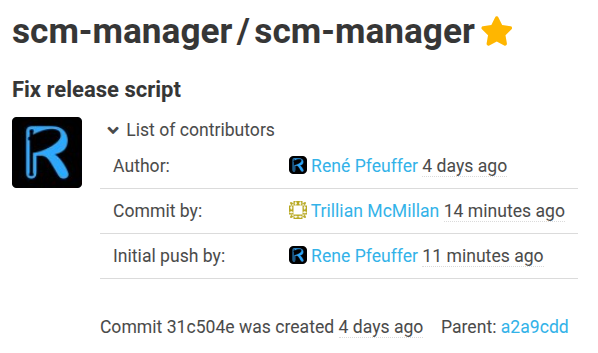 scm-manager / scm-manager
Fix release script
List of contributors
Author: René Pfeuffer 4 days ago
Commit by: Trillian McMillan 14 minutes ago
Initial push by: Rene Pfeuffer 11 minutes ago
Commit 31c504e was created 4 days ago Parent: a2a9cdd